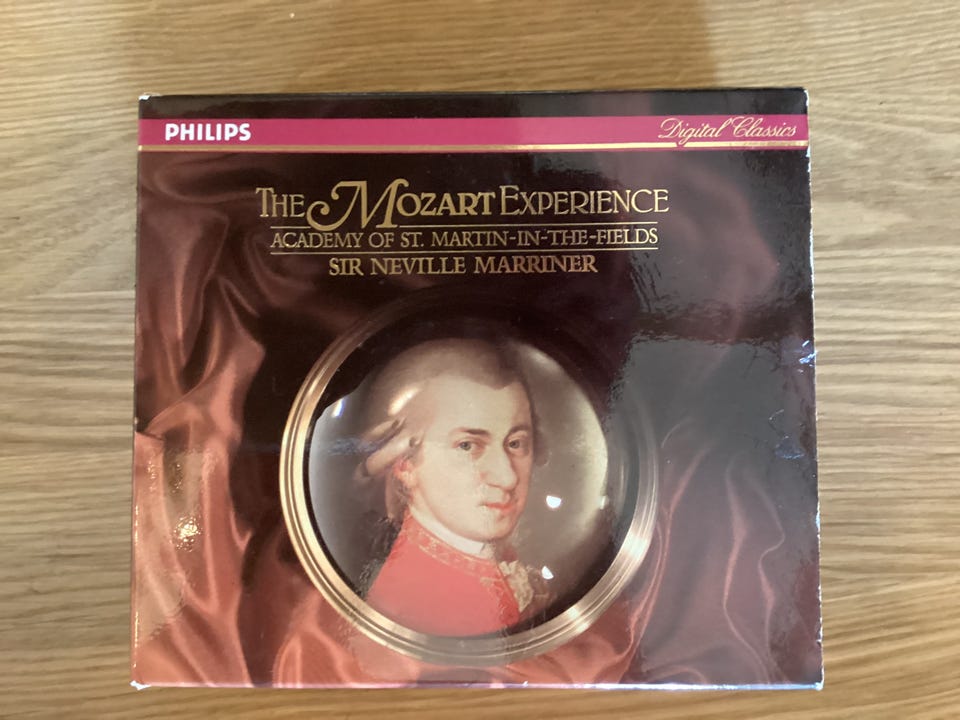 PHILIPS
Digital Classics
THE MOZART EXPERIENCE
ACADEMY OF ST. MARTIN-IN-THE-FIELDS
SIR NEVILLE MARRINER